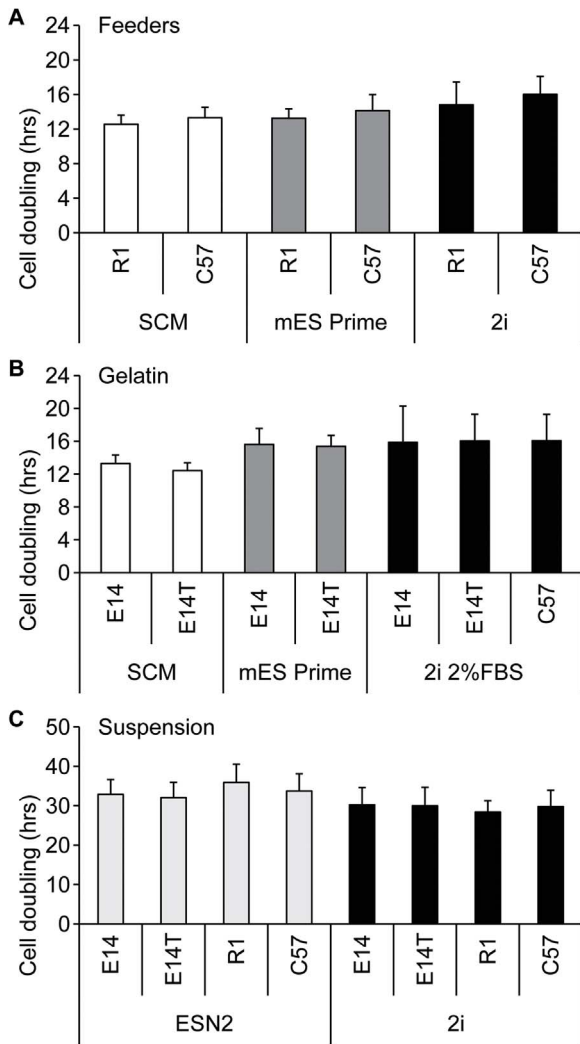 A Feeders
Cell doubling (hrs)
24
20
16
12
8
4
0
R1 C57 R1 C57 R1 C57
SCM mES Prime 2i
B Gelatin
Cell doubling (hrs)
24
20
16
12
8
4
0
E14 E14T E14 E14T E14 E14T C57
SCM mES Prime 2i 2%FBS
C Suspension
Cell doubling (hrs)
50
40
30
20
10
0
E14 E14T R1 C57 E14 E14T R1 C57
ESN2 2i